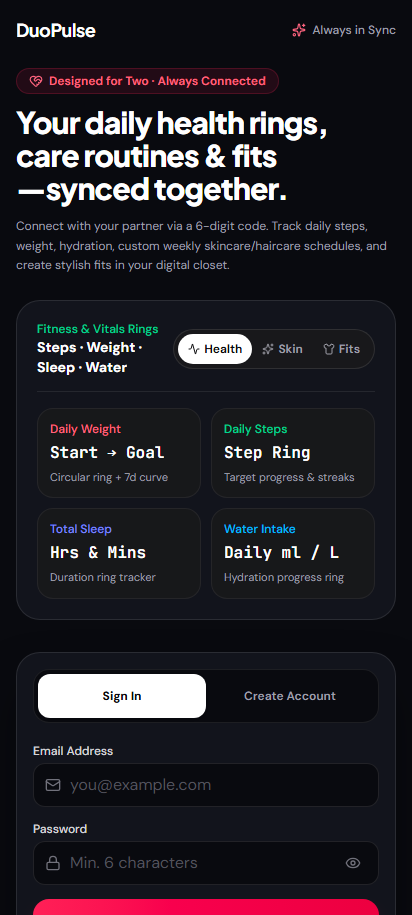 DuoPulse
Always in Sync
Designed for Two · Always Connected
Your daily health rings,
care routines & fits
—synced together.
Connect with your partner via a 6-digit code. Track daily steps,
weight, hydration, custom weekly skincare/haircare schedules, and
create stylish fits in your digital closet.
Fitness & Vitals Rings
Steps · Weight ·
Sleep · Water
Health
Skin
Fits
Daily Weight
Start → Goal
Circular ring + 7d curve
Daily Steps
Step Ring
Target progress & streaks
Total Sleep
Hrs & Mins
Duration ring tracker
Water Intake
Daily ml / L
Hydration progress ring
Sign In
Create Account
Email Address
you@example.com
Password
Min. 6 characters